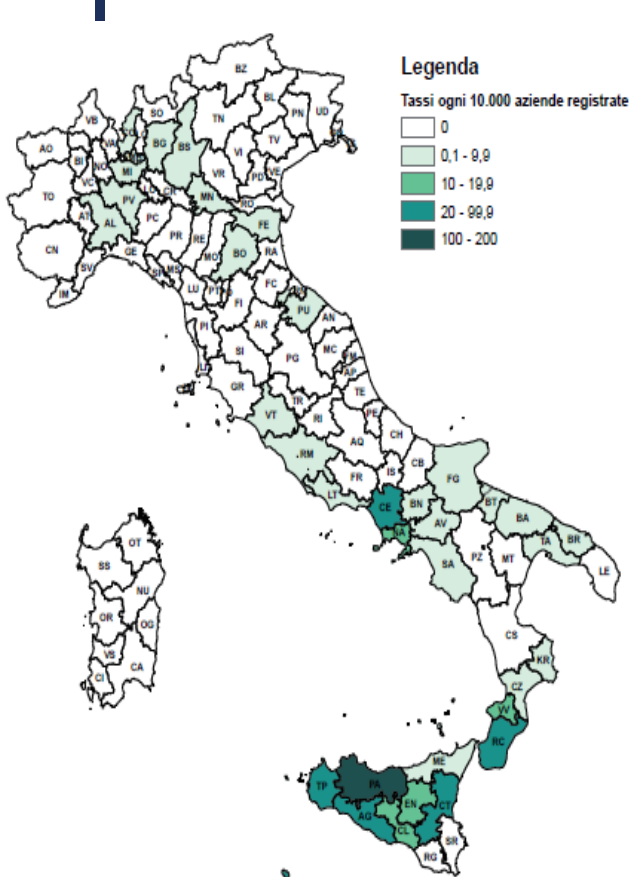 Legenda
Tassi ogni 10.000 aziende registrate
0
0,1 - 9,9
10 - 19,9
20 - 99,9
100 - 200
BZ
SO
TN
BL
PN
UD
VB
VA
CO
BG
BS
VI
TV
AO
BI
NO
MI
VR
PD
VE
TO
VC
LO
CR
MN
RO
AT
PV
AL
PC
PR
RE
MO
FE
BO
RA
CN
SV
GE
IM
SP
MS
LU
PT
FI
FC
PU
AN
PI
AR
MC
FM
AP
SI
PG
TE
GR
LI
TR
RI
PE
VT
AQ
CH
RM
FR
IS
CB
LT
FG
CE
BN
BT
BA
NA
AV
TA
BR
SA
PZ
MT
LE
OT
SS
NU
OR
OG
VS
CI
CA
CS
KR
CZ
VV
RC
ME
TP
PA
EN
CT
AG
CL
SR
RG